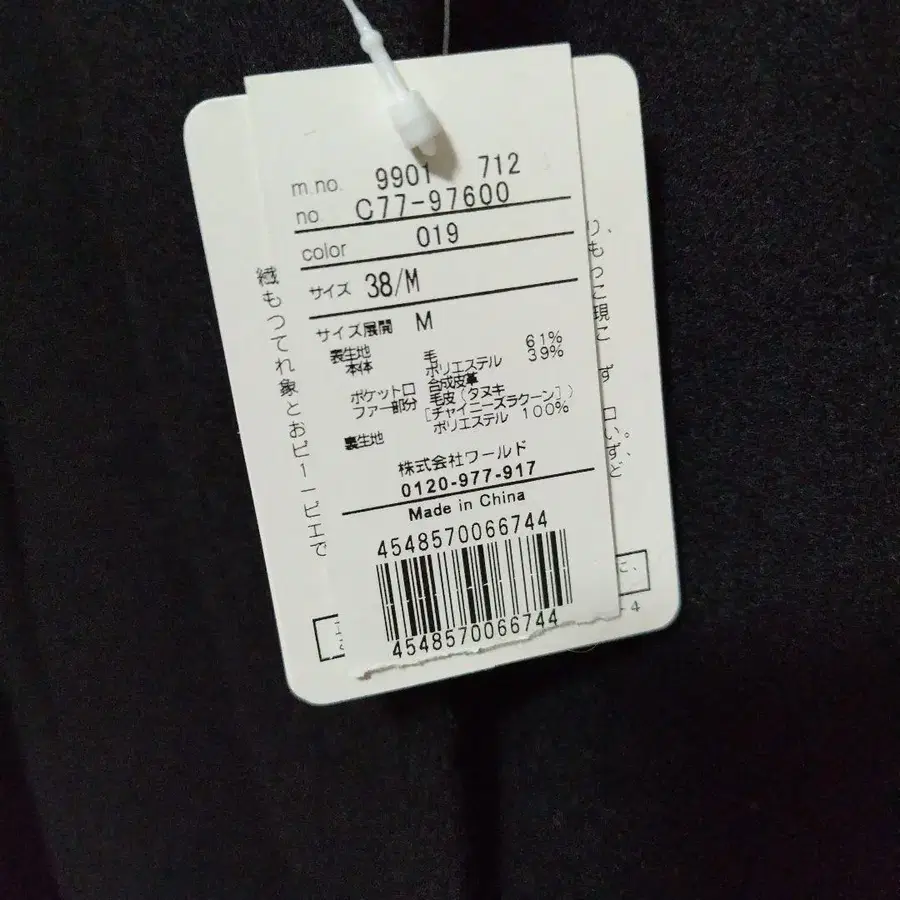 m.no. 9901 712
no. C77-97600
color 019
サイズ 38/M
サイズ展開 M
表生地 毛 61%
本体 ポリエステル 39%
ポケット口 合成皮革
ファー部分 毛皮(タヌキ
[チャイニーズラクーン])
裏生地 ポリエステル 100%
株式会社ワールド
0120-977-917
Made in China
4548570066744
4548570066744